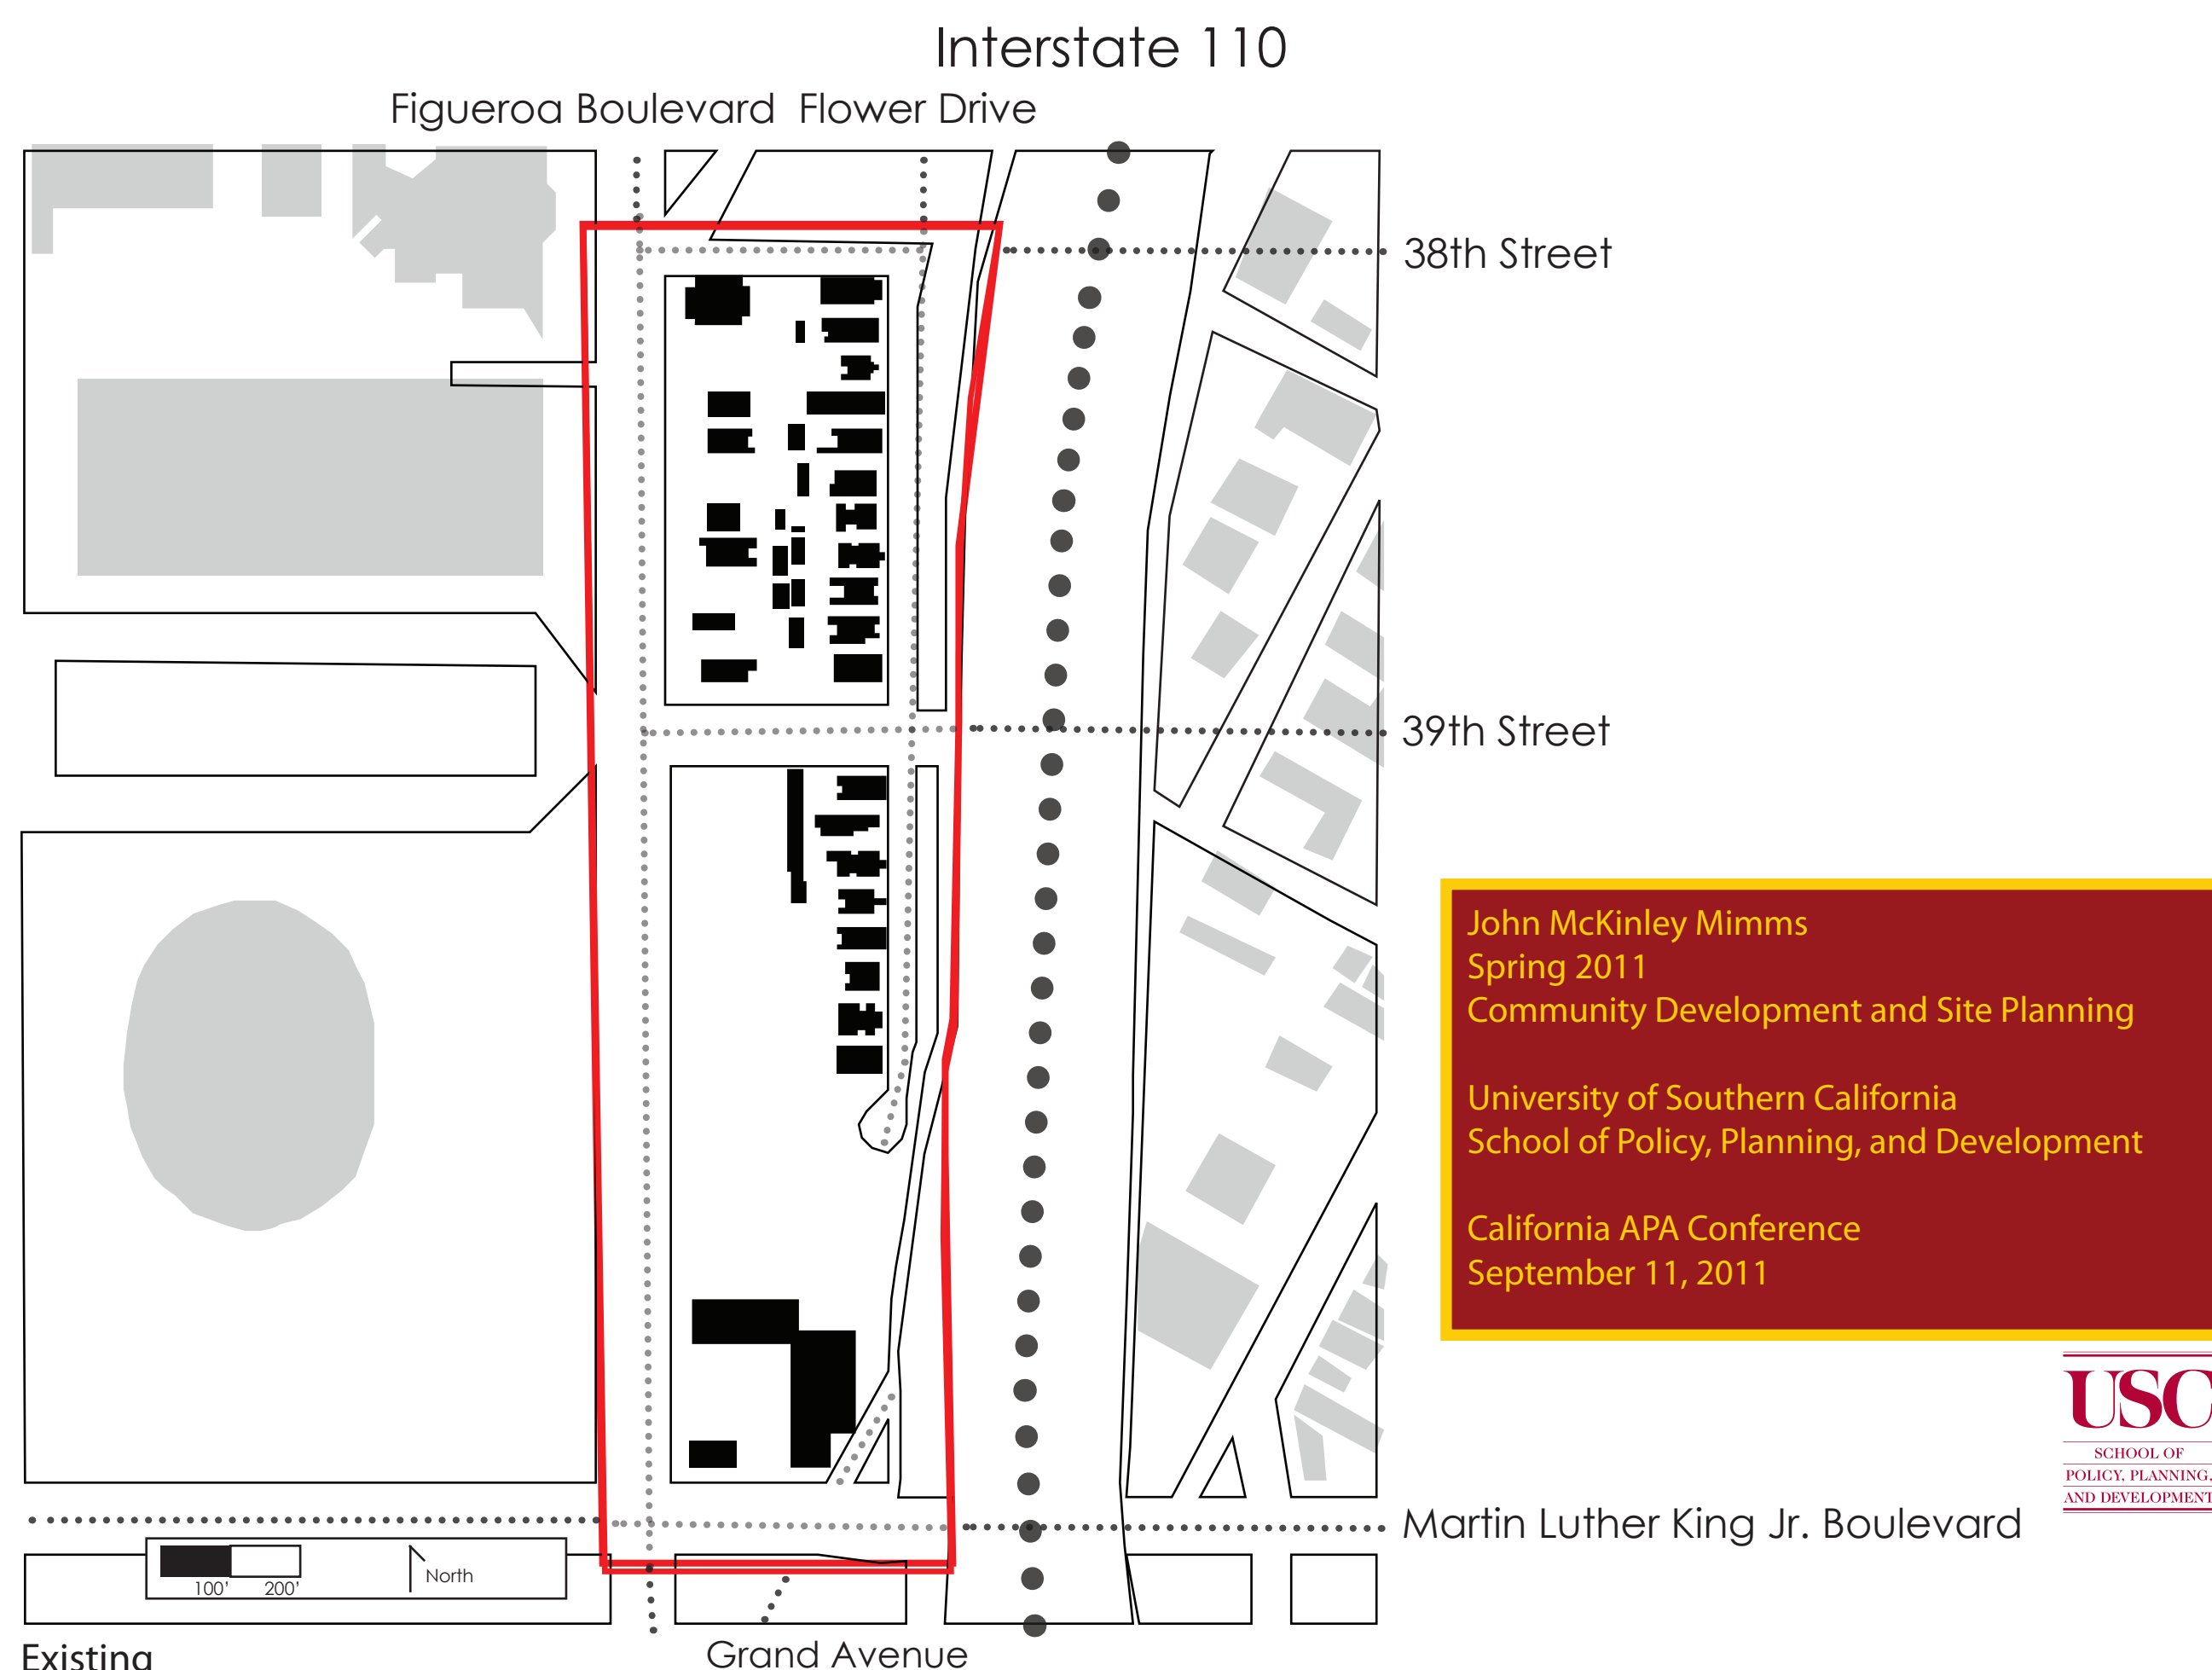 Interstate 110
Figueroa Boulevard Flower Drive
38th Street
39th Street
John McKinley Mimms
Spring 2011
Community Development and Site Planning
University of Southern California
School of Policy, Planning, and Development
California APA Conference
September 11, 2011
USC
SCHOOL OF
POLICY, PLANNING,
AND DEVELOPMENT
Martin Luther King Jr. Boulevard
100' 200' North
Grand Avenue
Existing